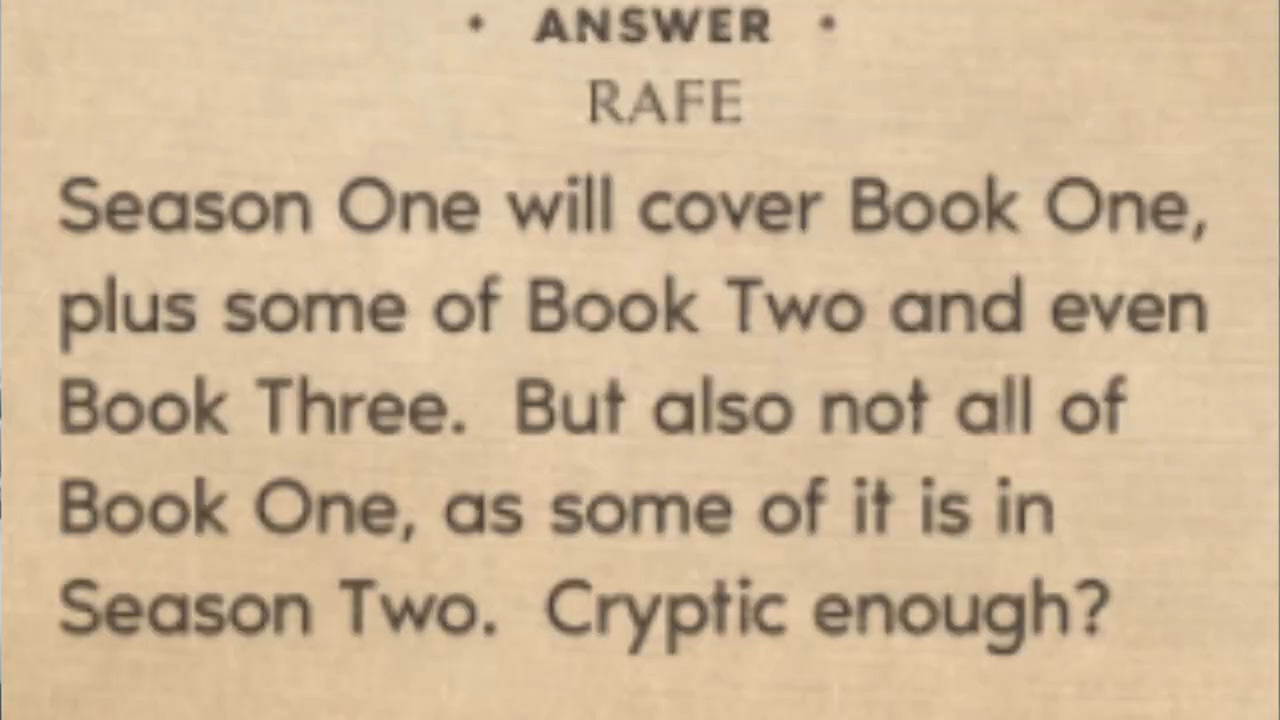 • ANSWER •
RAFE
Season One will cover Book One,
plus some of Book Two and even
Book Three.  But also not all of
Book One, as some of it is in
Season Two.  Cryptic enough?